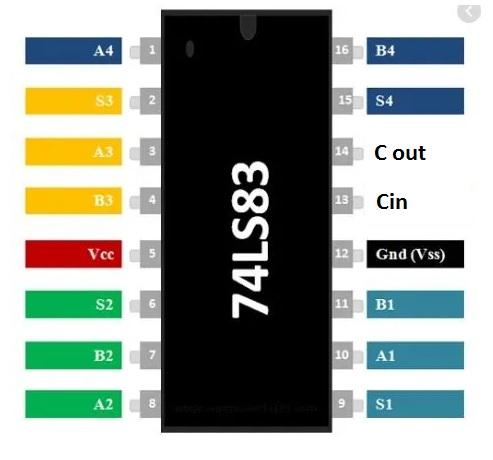 A4 1 16 B4
S3 2 15 S4
A3 3 14 C out
B3 4 13 Cin
Vcc 5 12 Gnd (Vss)
S2 6 11 B1
B2 7 10 A1
A2 8 9 S1
74LS83